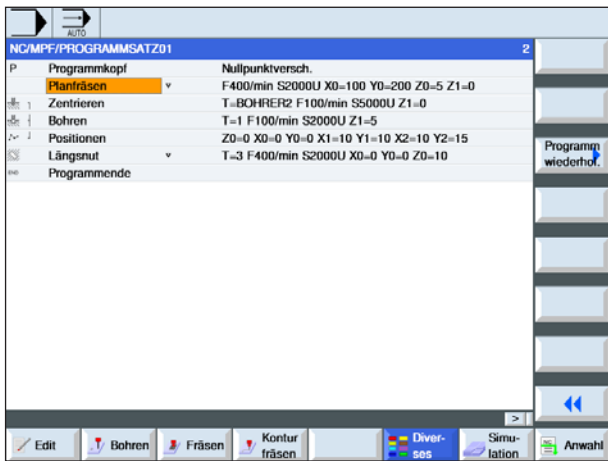 AUTO
NC/MPF/PROGRAMMSATZ01 2
P Programmkopf Nullpunktversch.
Planfräsen F400/min S2000U X0=100 Y0=200 Z0=5 Z1=0
Zentrieren T=BOHRER2 F100/min S5000U Z1=0
Bohren T=1 F100/min S2000U Z1=5
Positionen Z0=0 X0=0 Y0=0 X1=10 Y1=10 X2=10 Y2=15
Längsnut T=3 F400/min S2000U X0=0 Y0=0 Z0=10
END Programmende
Programm
wiederhol.
>
Edit
Bohren
Fräsen
Kontur
fräsen
Diver-
ses
Simu-
lation
NC
Anwahl